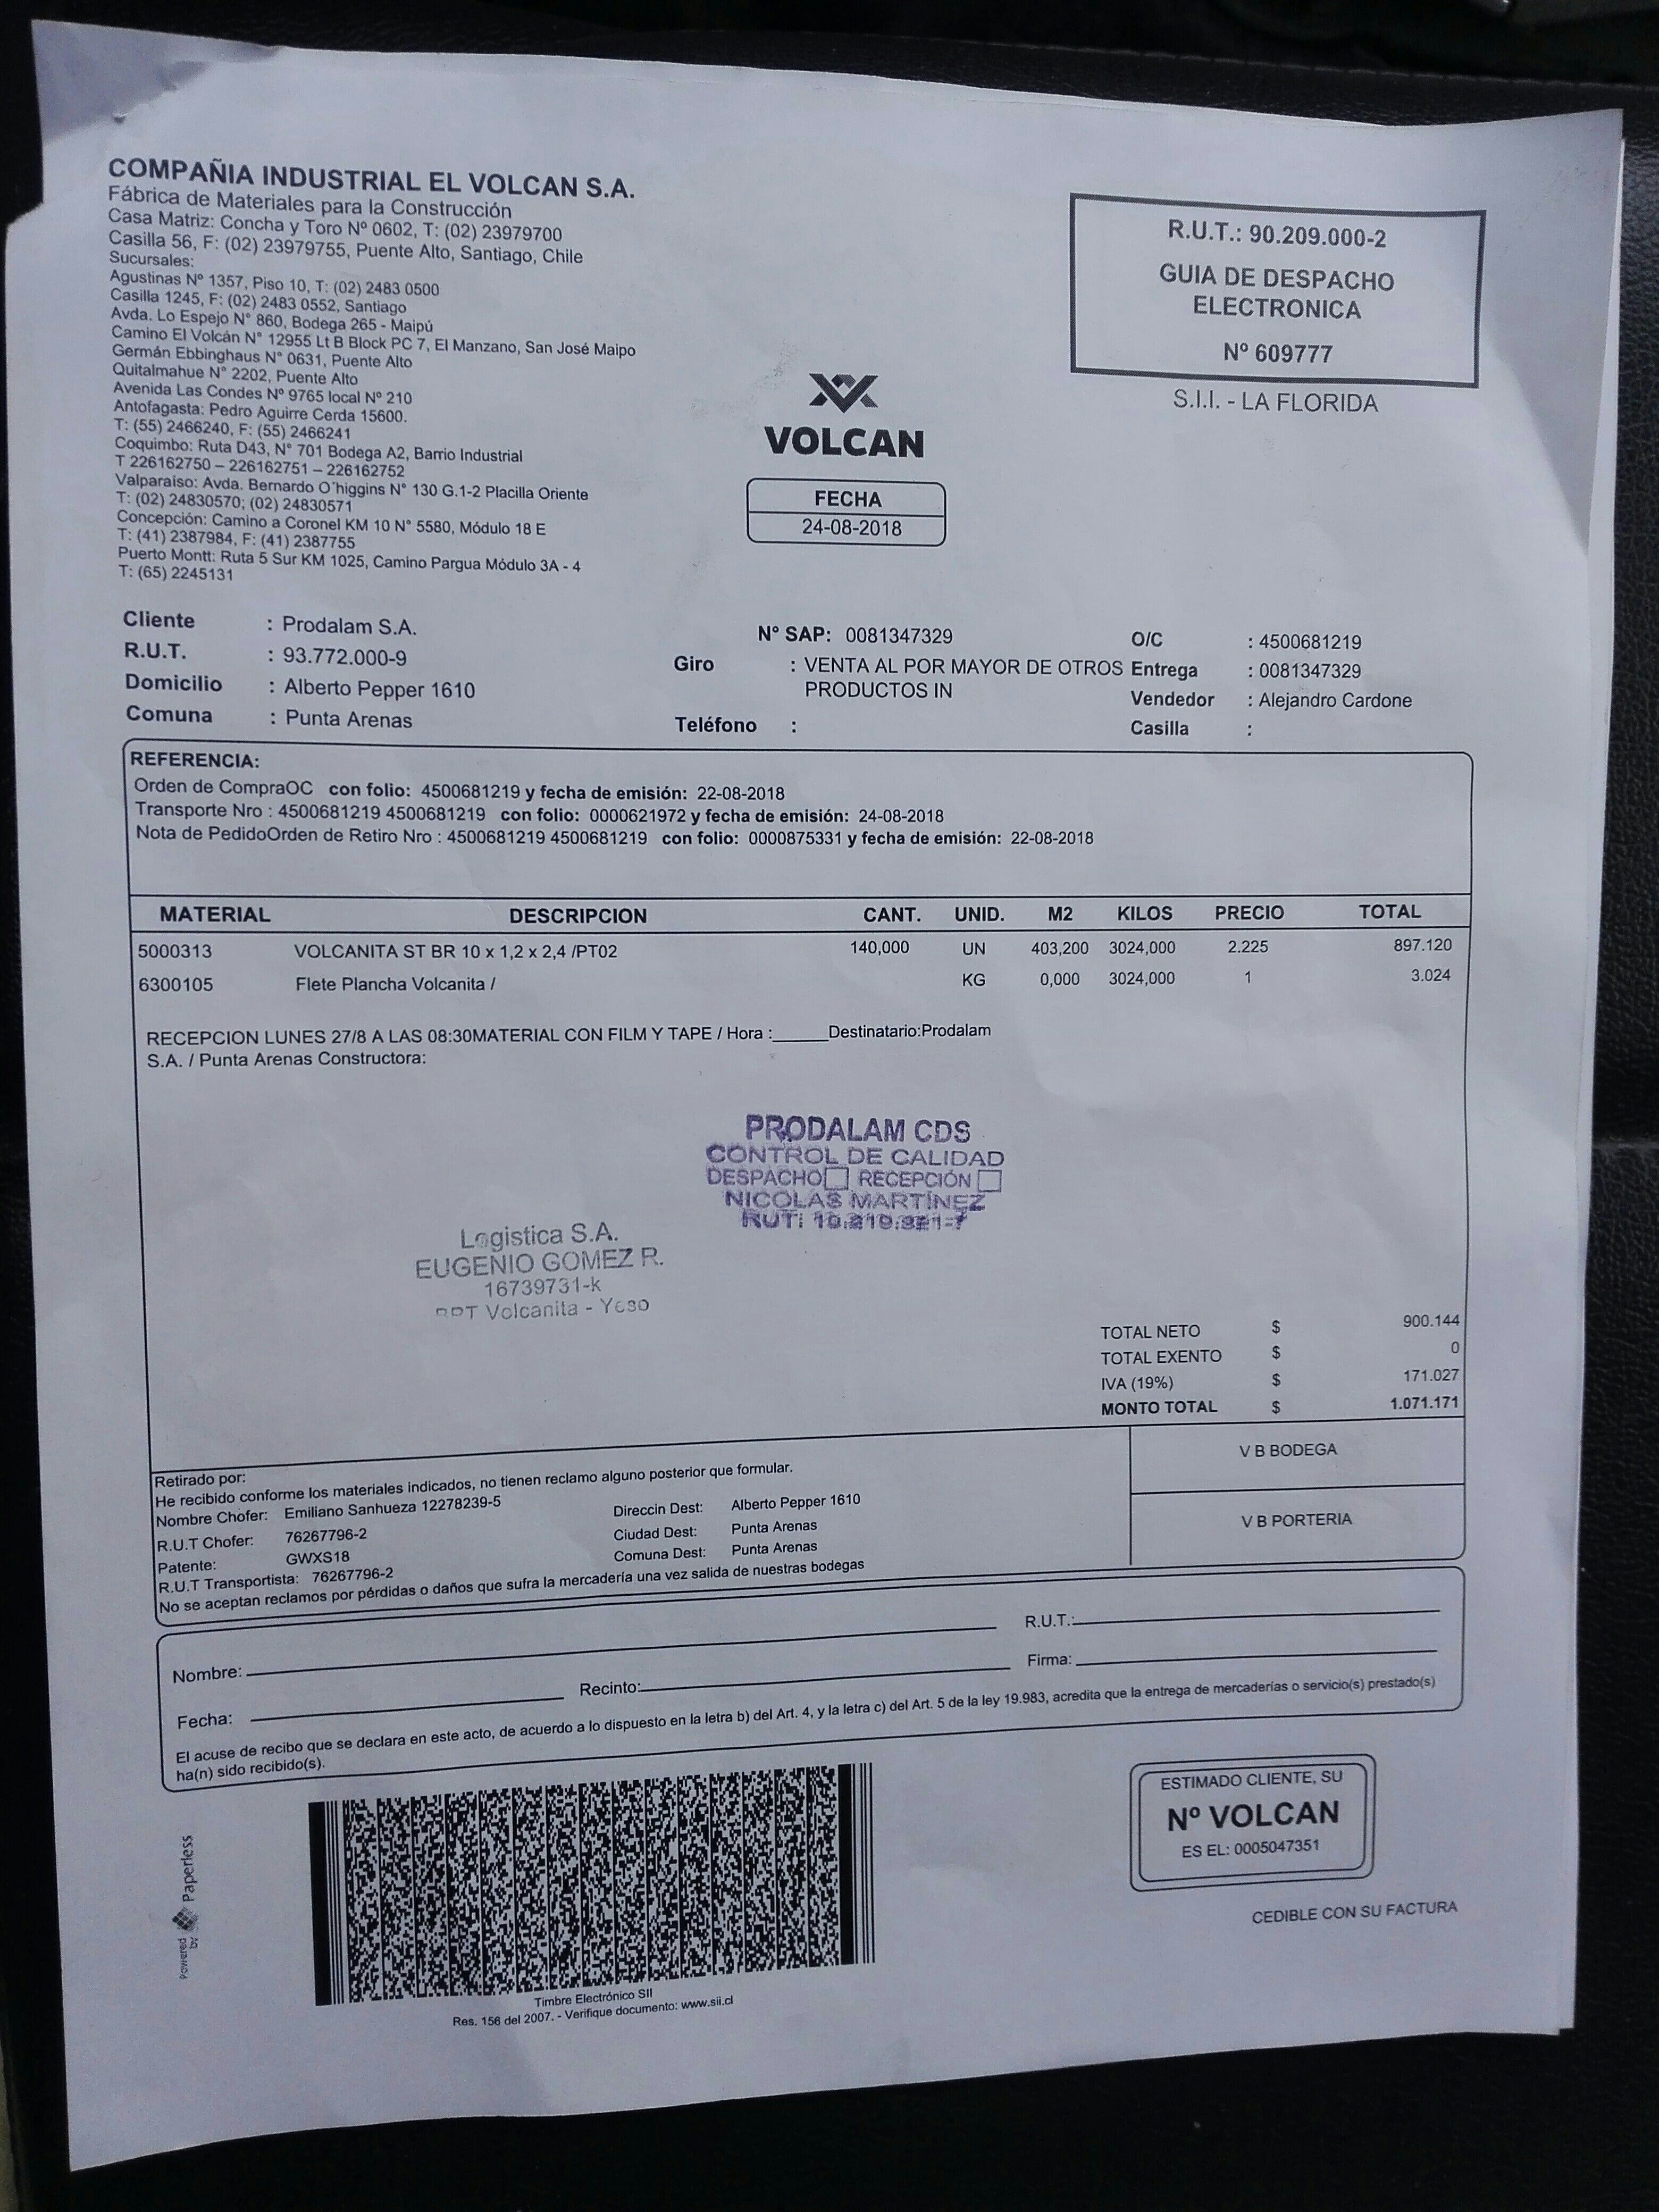 COMPAÑIA INDUSTRIAL EL VOLCAN S.A.
Fábrica de Materiales para la Construcción
Casa Matriz: Concha y Toro Nº 0602, T: (02) 23979700
Casilla 56, F: (02) 23979755, Puente Alto, Santiago, Chile
Sucursales:
Agustinas Nº 1357, Piso 10, T: (02) 2483 0500
Casilla 1245, F: (02) 2483 0552, Santiago
Avda. Lo Espejo N° 860, Bodega 265 - Maipú
Camino El Volcán N° 12955 Lt B Block PC 7, El Manzano, San José Maipo
Germán Ebbinghaus N° 0631, Puente Alto
Quitalmahue N° 2202, Puente Alto
Avenida Las Condes Nº 9765 local Nº 210
Antofagasta: Pedro Aguirre Cerda 15600.
T: (55) 2466240, F: (55) 2466241
Coquimbo: Ruta D43, N° 701 Bodega A2, Barrio Industrial
T 226162750 – 226162751 – 226162752
Valparaiso: Avda. Bernardo O´higgins N° 130 G.1-2 Placilla Oriente
T: (02) 24830570; (02) 24830571
Concepción: Camino a Coronel KM 10 N° 5580, Módulo 18 E
T: (41) 2387984, F: (41) 2387755
Puerto Montt: Ruta 5 Sur KM 1025, Camino Pargua Módulo 3A - 4
T: (65) 2245131
VOLCAN
FECHA
24-08-2018
R.U.T.: 90.209.000-2
GUIA DE DESPACHO
ELECTRONICA
Nº 609777
S.I.I. - LA FLORIDA
Cliente : Prodalam S.A.
R.U.T. : 93.772.000-9
Domicilio : Alberto Pepper 1610
Comuna : Punta Arenas
N° SAP: 0081347329
Giro : VENTA AL POR MAYOR DE OTROS
PRODUCTOS IN
Teléfono :
O/C : 4500681219
Entrega : 0081347329
Vendedor : Alejandro Cardone
Casilla :
REFERENCIA:
Orden de CompraOC con folio: 4500681219 y fecha de emisión: 22-08-2018
Transporte Nro : 4500681219 4500681219 con folio: 0000621972 y fecha de emisión: 24-08-2018
Nota de PedidoOrden de Retiro Nro : 4500681219 4500681219 con folio: 0000875331 y fecha de emisión: 22-08-2018
MATERIAL DESCRIPCION CANT. UNID. M2 KILOS PRECIO TOTAL
5000313 VOLCANITA ST BR 10 x 1,2 x 2,4 /PT02 140,000 UN 403,200 3024,000 2.225 897.120
6300105 Flete Plancha Volcanita / KG 0,000 3024,000 1 3.024
RECEPCION LUNES 27/8 A LAS 08:30MATERIAL CON FILM Y TAPE / Hora :______Destinatario:Prodalam
S.A. / Punta Arenas Constructora:
PRODALAM CDS
CONTROL DE CALIDAD
DESPACHO RECEPCIÓN
NICOLAS MARTÍNEZ
RUT:
Logistica S.A.
EUGENIO GOMEZ R.
16739731-k
Volcanita - Yeso
TOTAL NETO $ 900.144
TOTAL EXENTO $ 0
IVA (19%) $ 171.027
MONTO TOTAL $ 1.071.171
Retirado por:
He recibido conforme los materiales indicados, no tienen reclamo alguno posterior que formular.
Nombre Chofer: Emiliano Sanhueza 12278239-5
R.U.T Chofer: 76267796-2
Patente: GWXS18
R.U.T Transportista: 76267796-2
Direccin Dest: Alberto Pepper 1610
Ciudad Dest: Punta Arenas
Comuna Dest: Punta Arenas
No se aceptan reclamos por pérdidas o daños que sufra la mercadería una vez salida de nuestras bodegas
V B BODEGA
V B PORTERIA
Nombre: R.U.T.:
Fecha: Recinto: Firma:
El acuse de recibo que se declara en este acto, de acuerdo a lo dispuesto en la letra b) del Art. 4, y la letra c) del Art. 5 de la ley 19.983, acredita que la entrega de mercaderías o servicio(s) prestado(s)
ha(n) sido recibido(s).
Powered by Paperless
Timbre Electrónico SII
Res. 156 del 2007. - Verifique documento: www.sii.cl
ESTIMADO CLIENTE, SU
Nº VOLCAN
ES EL: 0005047351
CEDIBLE CON SU FACTURA